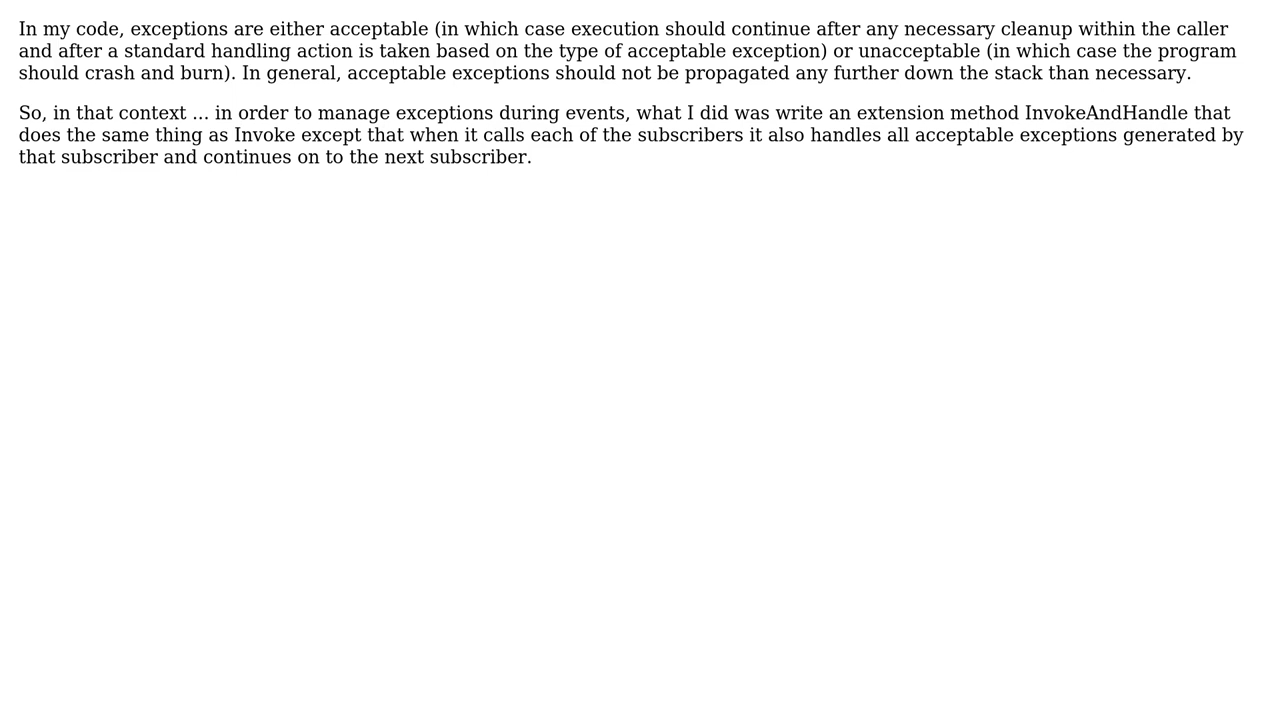 In my code, exceptions are either acceptable (in which case execution should continue after any necessary cleanup within the caller
and after a standard handling action is taken based on the type of acceptable exception) or unacceptable (in which case the program
should crash and burn). In general, acceptable exceptions should not be propagated any further down the stack than necessary.
So, in that context ... in order to manage exceptions during events, what I did was write an extension method InvokeAndHandle that
does the same thing as Invoke except that when it calls each of the subscribers it also handles all acceptable exceptions generated by
that subscriber and continues on to the next subscriber.